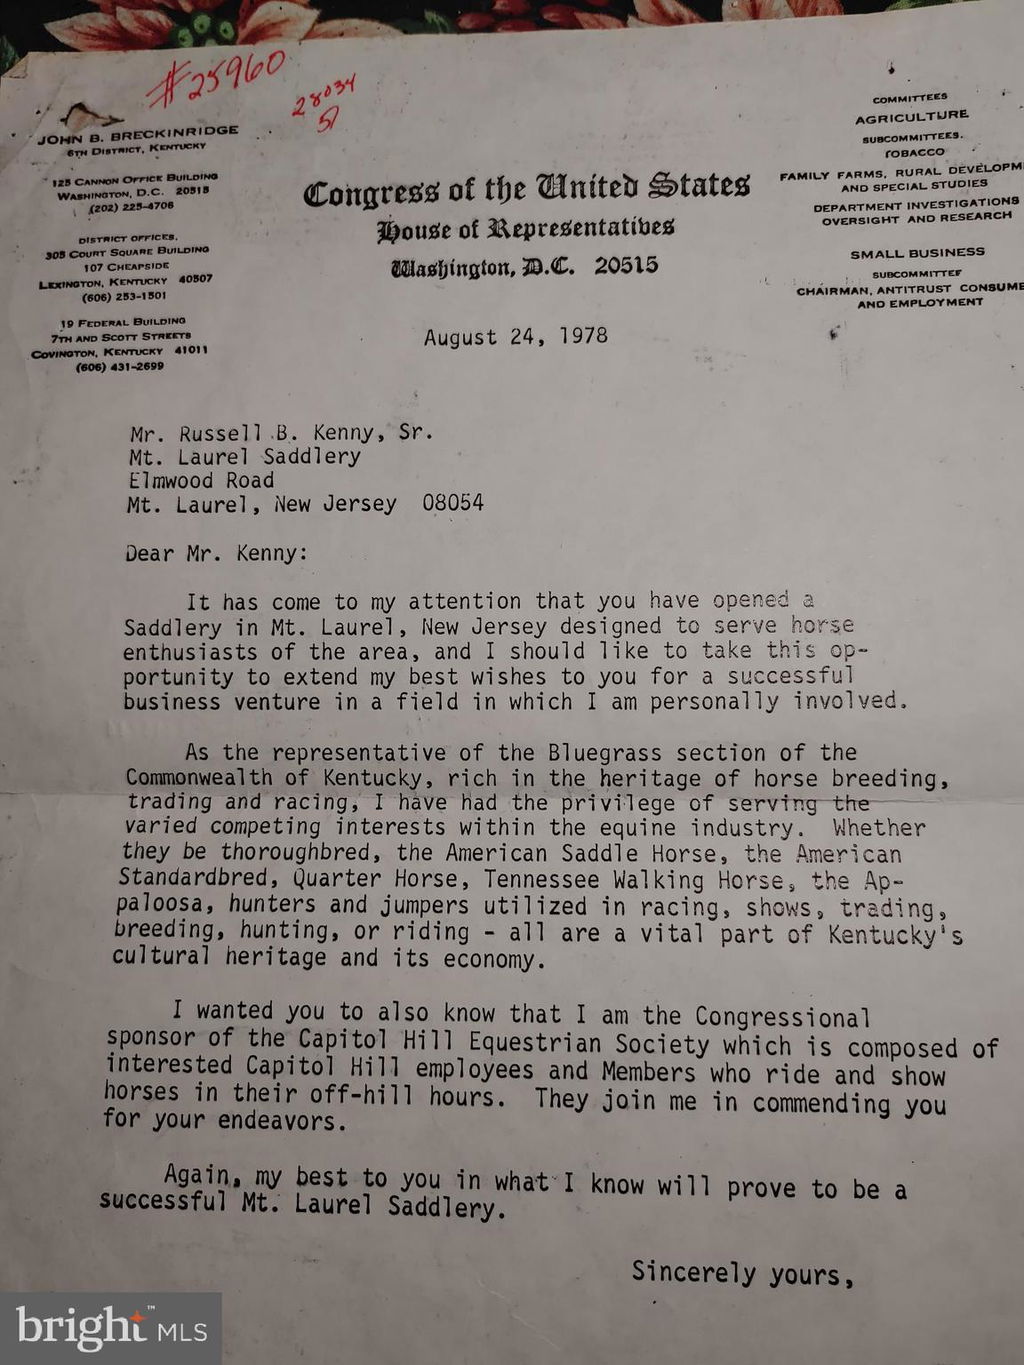 #25960
28034
JOHN B. BRECKINRIDGE
6TH DISTRICT, KENTUCKY
125 CANNON OFFICE BUILDING
WASHINGTON, D.C. 20515
(202) 225-4706
DISTRICT OFFICES,
305 COURT SQUARE BUILDING
107 CHEAPSIDE
LEXINGTON, KENTUCKY 40507
(606) 253-1501
19 FEDERAL BUILDING
7TH AND SCOTT STREETS
COVINGTON, KENTUCKY 41011
(606) 431-2699
Congress of the United States
House of Representatives
Washington, D.C. 20515
COMMITTEES
AGRICULTURE
SUBCOMMITTEES.
TOBACCO
FAMILY FARMS, RURAL DEVELOPM
AND SPECIAL STUDIES
DEPARTMENT INVESTIGATIONS
OVERSIGHT AND RESEARCH
SMALL BUSINESS
SUBCOMMITTEE
CHAIRMAN, ANTITRUST CONSUME
AND EMPLOYMENT
August 24, 1978
Mr. Russell B. Kenny, Sr.
Mt. Laurel Saddlery
Elmwood Road
Mt. Laurel, New Jersey 08054
Dear Mr. Kenny:
It has come to my attention that you have opened a
Saddlery in Mt. Laurel, New Jersey designed to serve horse
enthusiasts of the area, and I should like to take this op-
portunity to extend my best wishes to you for a successful
business venture in a field in which I am personally involved.
As the representative of the Bluegrass section of the
Commonwealth of Kentucky, rich in the heritage of horse breeding,
trading and racing, I have had the privilege of serving the
varied competing interests within the equine industry. Whether
they be thoroughbred, the American Saddle Horse, the American
Standardbred, Quarter Horse, Tennessee Walking Horse, the Ap-
paloosa, hunters and jumpers utilized in racing, shows, trading,
breeding, hunting, or riding - all are a vital part of Kentucky's
cultural heritage and its economy.
I wanted you to also know that I am the Congressional
sponsor of the Capitol Hill Equestrian Society which is composed of
interested Capitol Hill employees and Members who ride and show
horses in their off-hill hours. They join me in commending you
for your endeavors.
Again, my best to you in what I know will prove to be a
successful Mt. Laurel Saddlery.
Sincerely yours,
bright™ MLS